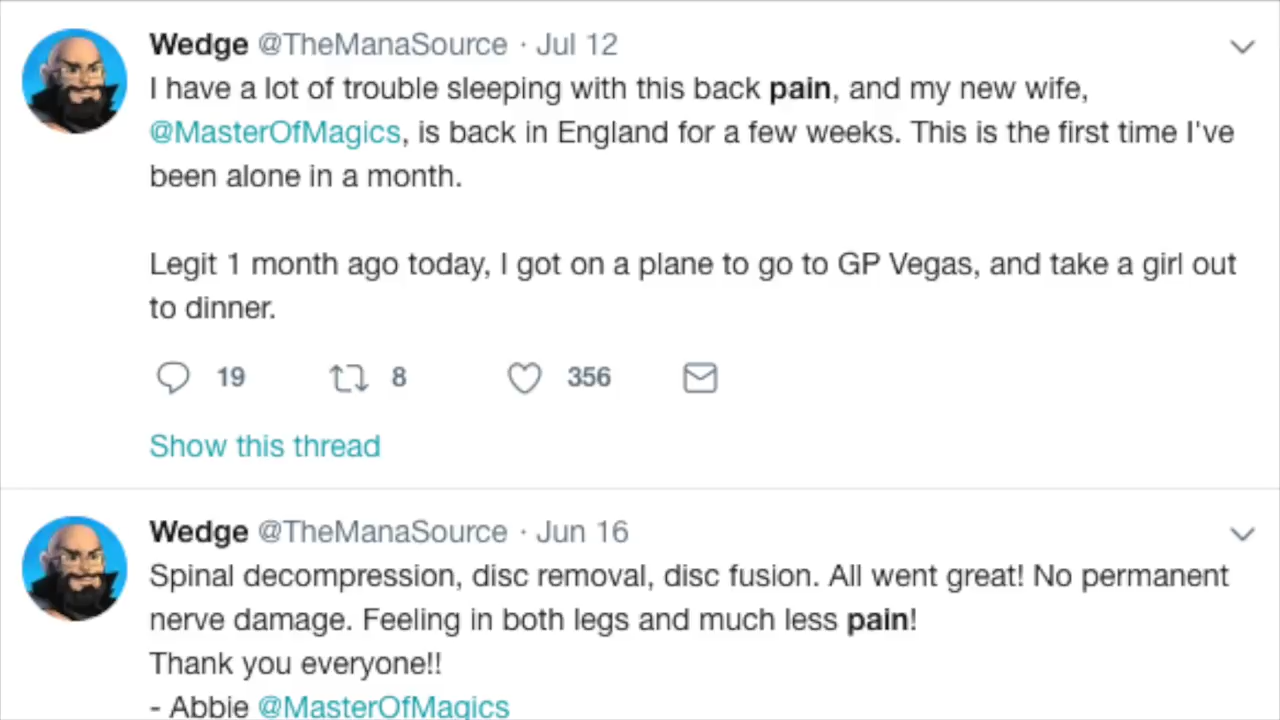 Wedge @TheManaSource · Jul 12
I have a lot of trouble sleeping with this back pain, and my new wife,
@MasterOfMagics, is back in England for a few weeks. This is the first time I've
been alone in a month.
Legit 1 month ago today, I got on a plane to go to GP Vegas, and take a girl out
to dinner.
19 8 356
Show this thread
Wedge @TheManaSource · Jun 16
Spinal decompression, disc removal, disc fusion. All went great! No permanent
nerve damage. Feeling in both legs and much less pain!
Thank you everyone!!
- Abbie @MasterOfMagics